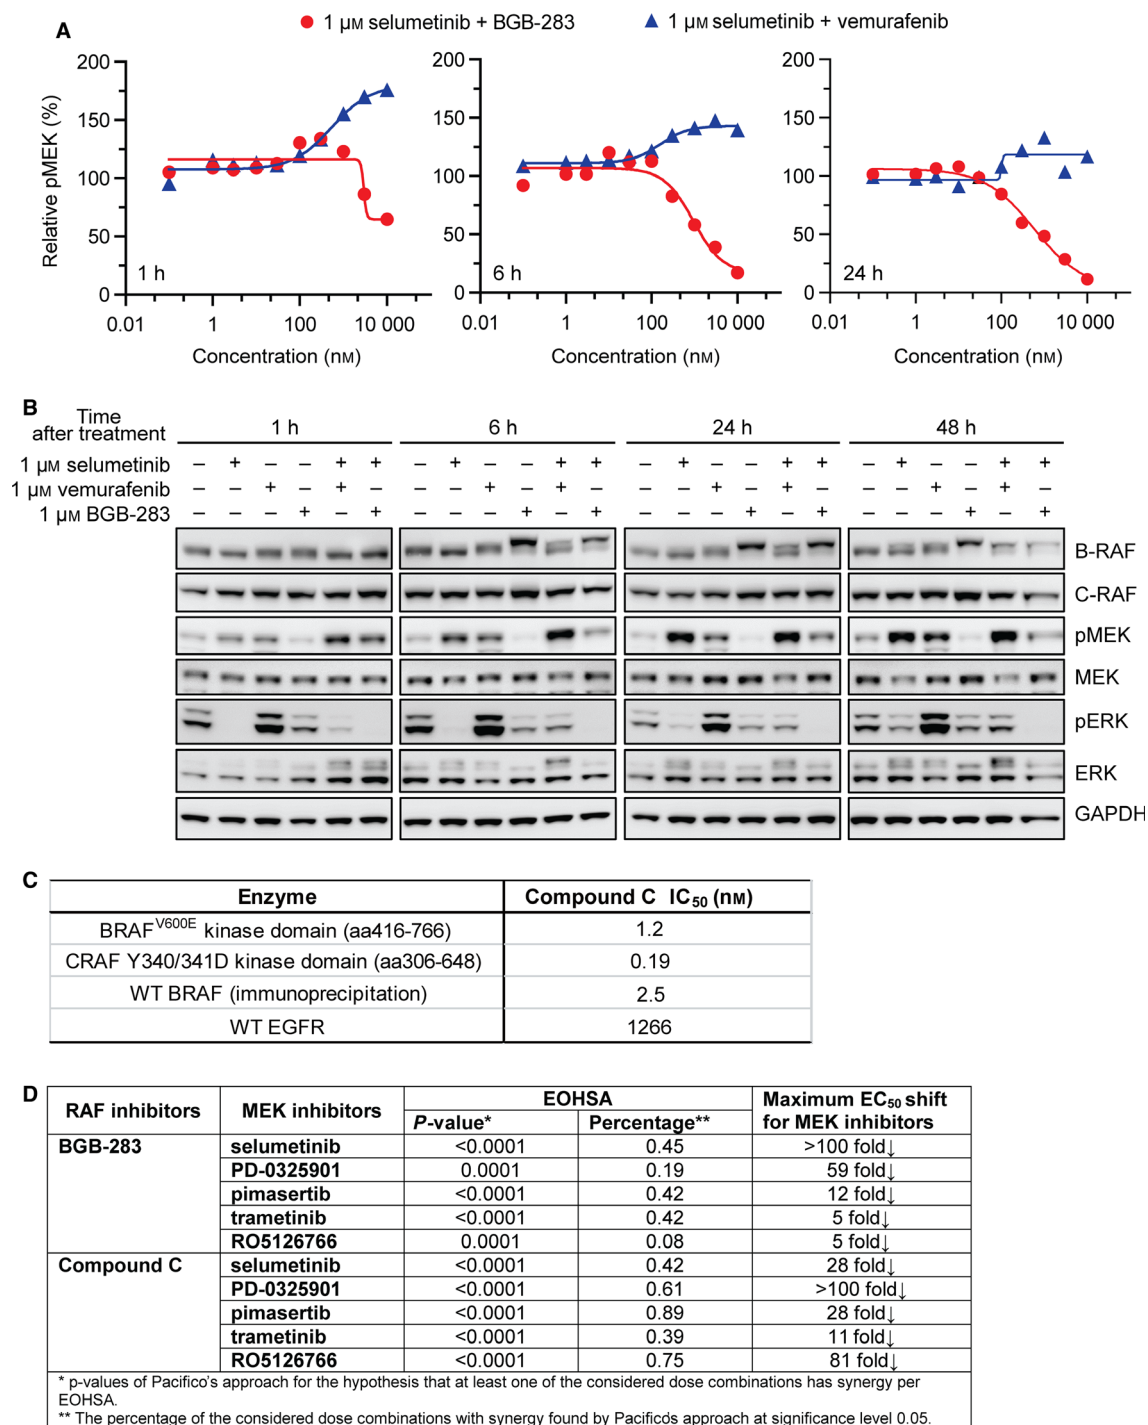 A
1 µM selumetinib + BGB-283
1 µM selumetinib + vemurafenib
Relative pMEK (%)
200
150
100
50
0
1 h
0.01 1 100 10 000
Concentration (nM)
200
150
100
50
0
6 h
0.01 1 100 10 000
Concentration (nM)
200
150
100
50
0
24 h
0.01 1 100 10 000
Concentration (nM)
B
Time
after treatment 1 h 6 h 24 h 48 h
1 µM selumetinib – + – – + + – + – – + + – + – – + + – + – – + +
1 µM vemurafenib – – + – + – – – + – + – – – + – + – – – + – + –
1 µM BGB-283 – – – + – + – – – + – + – – – + – + – – – + – +
B-RAF
C-RAF
pMEK
MEK
pERK
ERK
GAPDH
C
Enzyme Compound C IC50 (nM)
BRAFV600E kinase domain (aa416-766) 1.2
CRAF Y340/341D kinase domain (aa306-648) 0.19
WT BRAF (immunoprecipitation) 2.5
WT EGFR 1266
D
RAF inhibitors MEK inhibitors EOHSA Maximum EC50 shift
P-value* Percentage** for MEK inhibitors
BGB-283 selumetinib <0.0001 0.45 >100 fold↓
PD-0325901 0.0001 0.19 59 fold↓
pimasertib <0.0001 0.42 12 fold↓
trametinib <0.0001 0.42 5 fold↓
RO5126766 0.0001 0.08 5 fold↓
Compound C selumetinib <0.0001 0.42 28 fold↓
PD-0325901 <0.0001 0.61 >100 fold↓
pimasertib <0.0001 0.89 28 fold↓
trametinib <0.0001 0.39 11 fold↓
RO5126766 <0.0001 0.75 81 fold↓
* p-values of Pacifico's approach for the hypothesis that at least one of the considered dose combinations has synergy per
EOHSA.
** The percentage of the considered dose combinations with synergy found by Pacifico's approach at significance level 0.05.